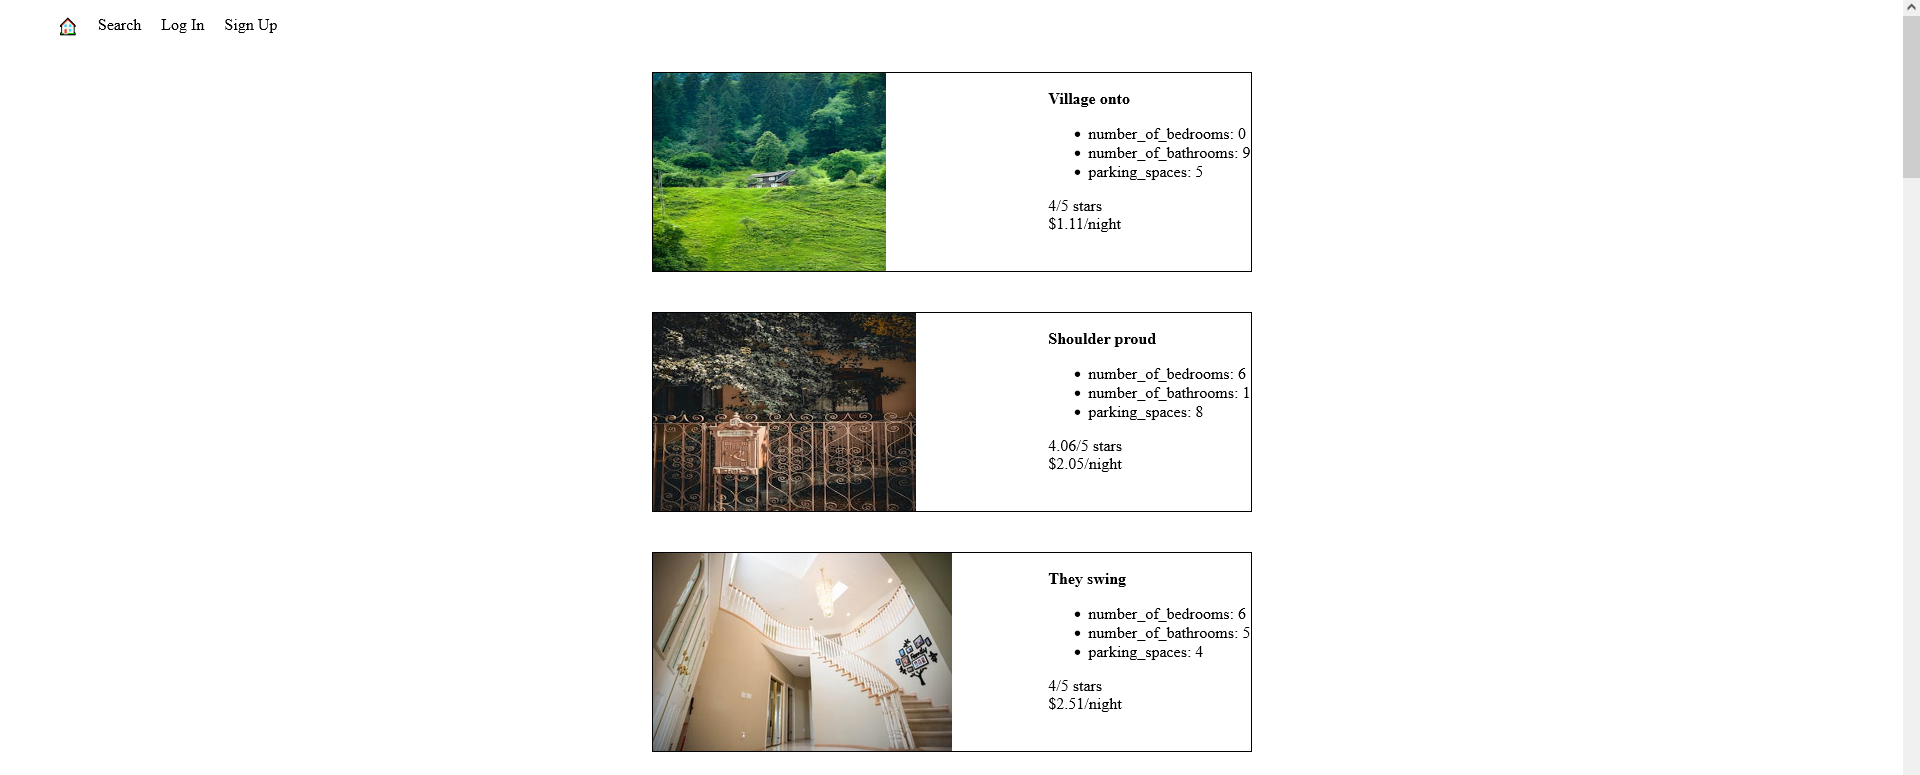 Search Log In Sign Up
Village onto
number_of_bedrooms: 0
number_of_bathrooms: 9
parking_spaces: 5
4/5 stars
$1.11/night
Shoulder proud
number_of_bedrooms: 6
number_of_bathrooms: 1
parking_spaces: 8
4.06/5 stars
$2.05/night
They swing
number_of_bedrooms: 6
number_of_bathrooms: 5
parking_spaces: 4
4/5 stars
$2.51/night